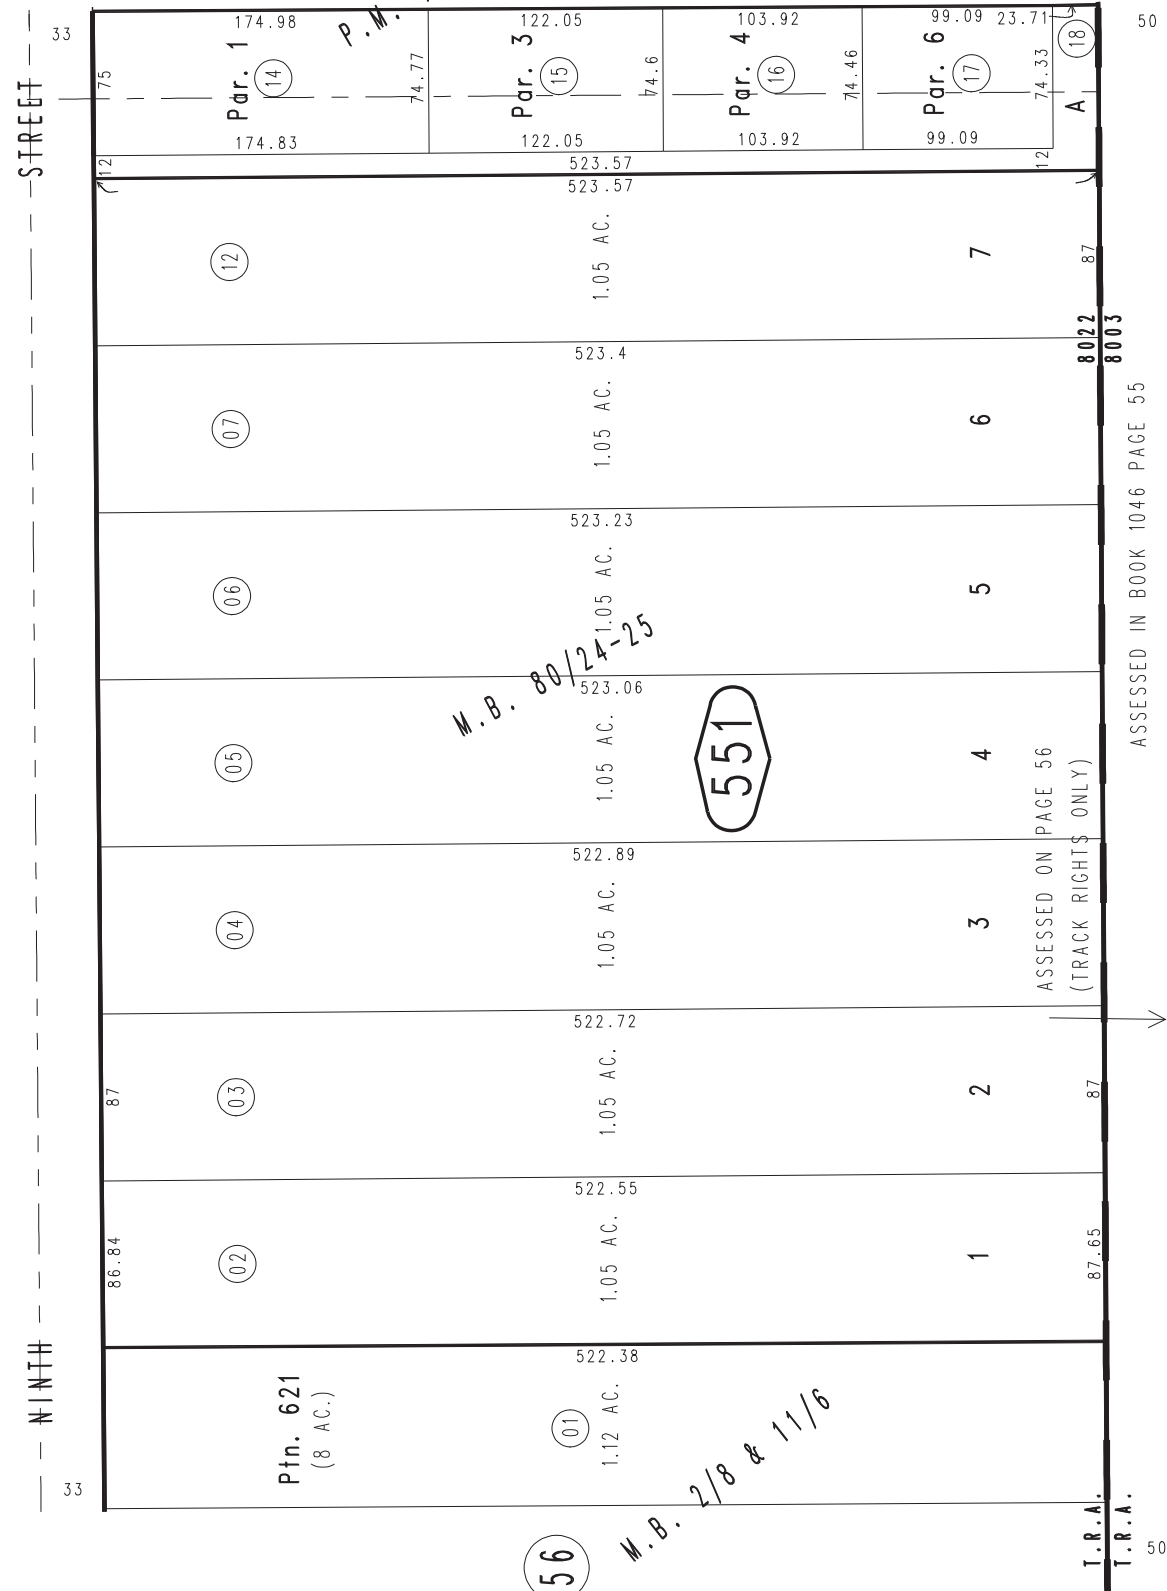 33
STREET
NINTH
33
174.98
P.M.
122.05
103.92
99.09
23.71
50
75
Par. 1
14
74.77
Par. 3
15
74.6
Par. 4
16
74.46
Par. 6
17
74.33
18
A
174.83
122.05
103.92
99.09
12
523.57
12
523.57
12
1.05 AC.
7
87
8022
8003
523.4
07
1.05 AC.
6
ASSESSED IN BOOK 1046 PAGE 55
523.23
06
1.05 AC.
5
M.B. 80/24-25
523.06
05
1.05 AC.
551
4
ASSESSED ON PAGE 56
(TRACK RIGHTS ONLY)
522.89
04
1.05 AC.
3
522.72
87
03
1.05 AC.
2
87
522.55
86.84
02
1.05 AC.
1
87.65
522.38
Ptn. 621
(8 AC.)
01
1.12 AC.
M.B. 2/8 & 11/6
56
T.R.A.
T.R.A.
50